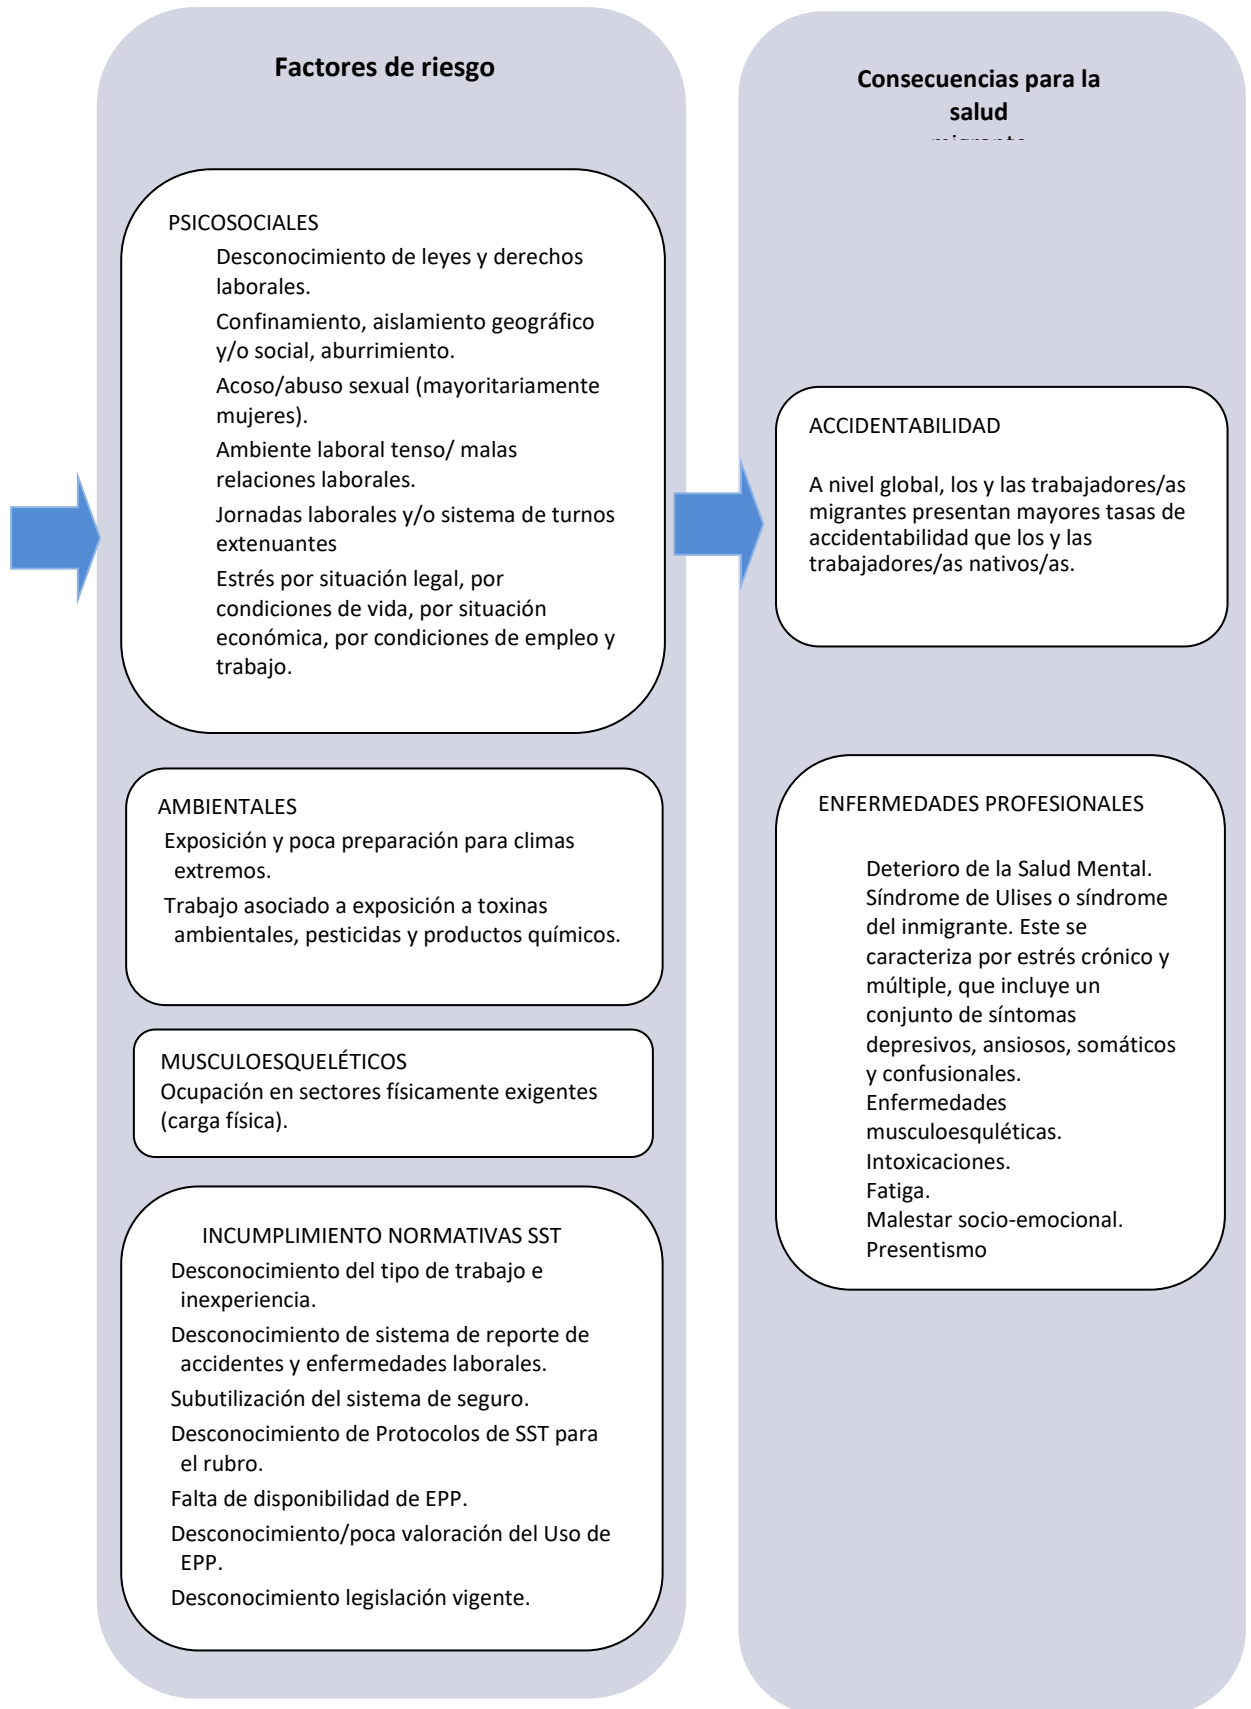 Factores de riesgo
PSICOSOCIALES
Desconocimiento de leyes y derechos
laborales.
Confinamiento, aislamiento geográfico
y/o social, aburrimiento.
Acoso/abuso sexual (mayoritariamente
mujeres).
Ambiente laboral tenso/ malas
relaciones laborales.
Jornadas laborales y/o sistema de turnos
extenuantes
Estrés por situación legal, por
condiciones de vida, por situación
económica, por condiciones de empleo y
trabajo.
AMBIENTALES
Exposición y poca preparación para climas
extremos.
Trabajo asociado a exposición a toxinas
ambientales, pesticidas y productos químicos.
MUSCULOESQUELÉTICOS
Ocupación en sectores físicamente exigentes
(carga física).
INCUMPLIMIENTO NORMATIVAS SST
Desconocimiento del tipo de trabajo e
inexperiencia.
Desconocimiento de sistema de reporte de
accidentes y enfermedades laborales.
Subutilización del sistema de seguro.
Desconocimiento de Protocolos de SST para
el rubro.
Falta de disponibilidad de EPP.
Desconocimiento/poca valoración del Uso de
EPP.
Desconocimiento legislación vigente.
Consecuencias para la
salud
ACCIDENTABILIDAD
A nivel global, los y las trabajadores/as
migrantes presentan mayores tasas de
accidentabilidad que los y las
trabajadores/as nativos/as.
ENFERMEDADES PROFESIONALES
Deterioro de la Salud Mental.
Síndrome de Ulises o síndrome
del inmigrante. Este se
caracteriza por estrés crónico y
múltiple, que incluye un
conjunto de síntomas
depresivos, ansiosos, somáticos
y confusionales.
Enfermedades
musculoesquléticas.
Intoxicaciones.
Fatiga.
Malestar socio-emocional.
Presentismo